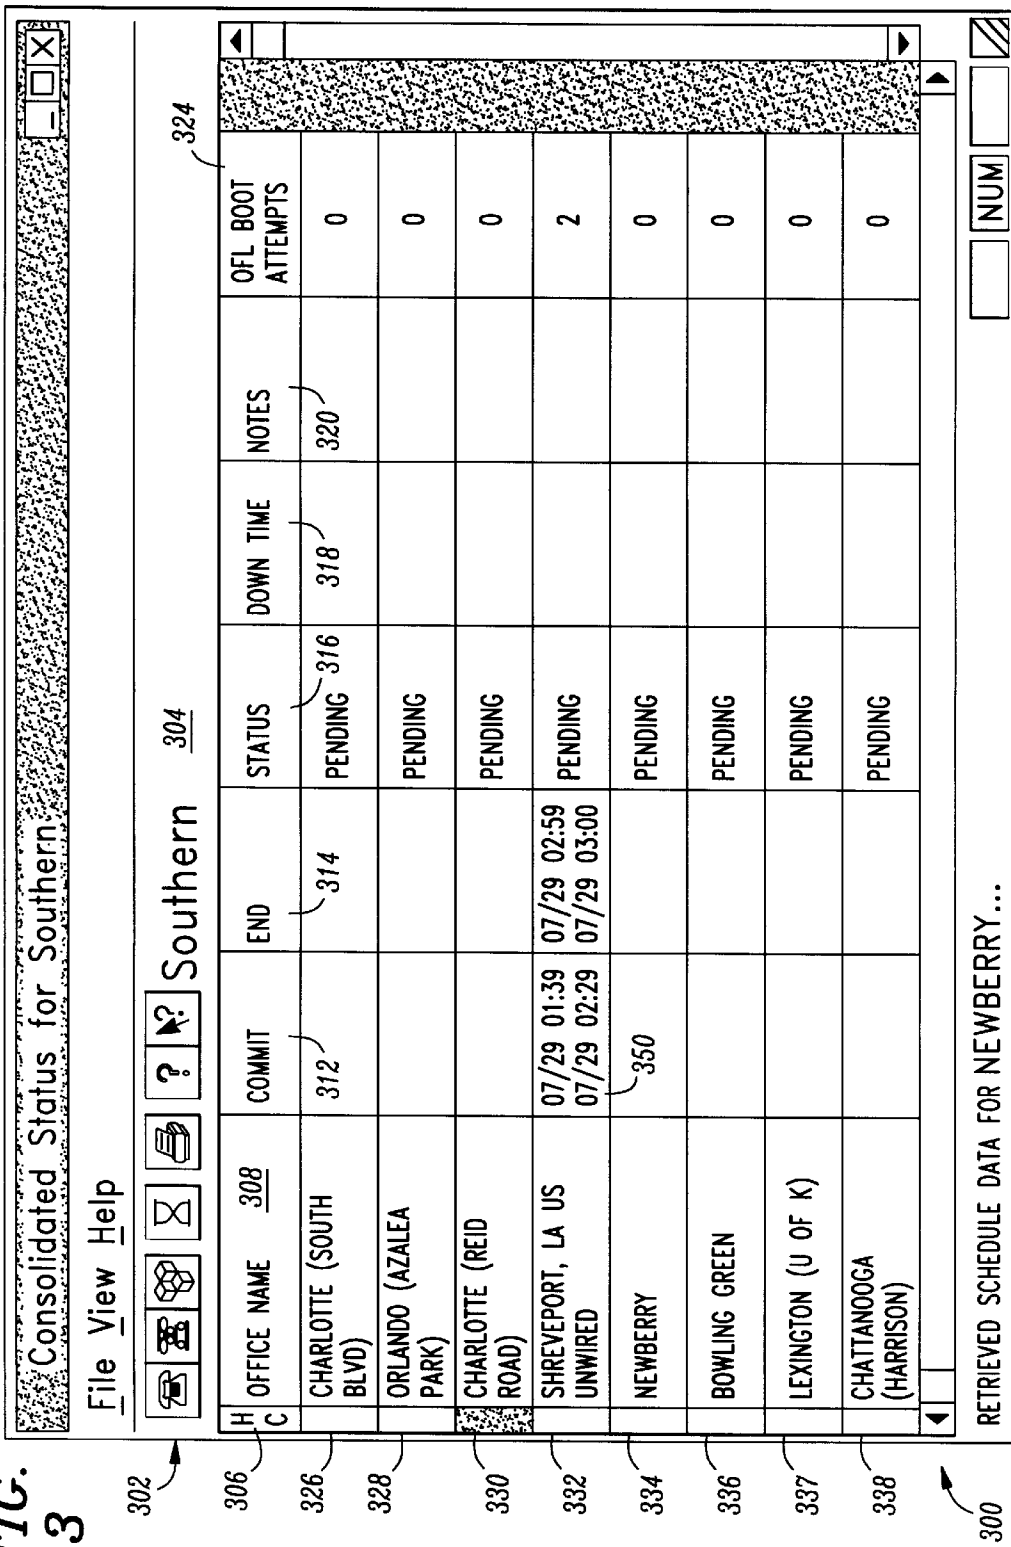 FIG. 3
Consolidated Status for Southern
File View Help
302
? ?
Southern 304
324
306 H C
OFFICE NAME 308
COMMIT
END
STATUS
DOWN TIME
NOTES
OFL BOOT ATTEMPTS
312
314
316
318
320
326 CHARLOTTE (SOUTH BLVD) PENDING 0
328 ORLANDO (AZALEA PARK) PENDING 0
330 CHARLOTTE (REID ROAD) PENDING 0
332 SHREVEPORT, LA US UNWIRED 07/29 01:39 07/29 02:59 PENDING 2
07/29 02:29 07/29 03:00
350
334 NEWBERRY PENDING 0
336 BOWLING GREEN PENDING 0
337 LEXINGTON (U OF K) PENDING 0
338 CHATTANOOGA (HARRISON) PENDING 0
RETRIEVED SCHEDULE DATA FOR NEWBERRY...
NUM
300